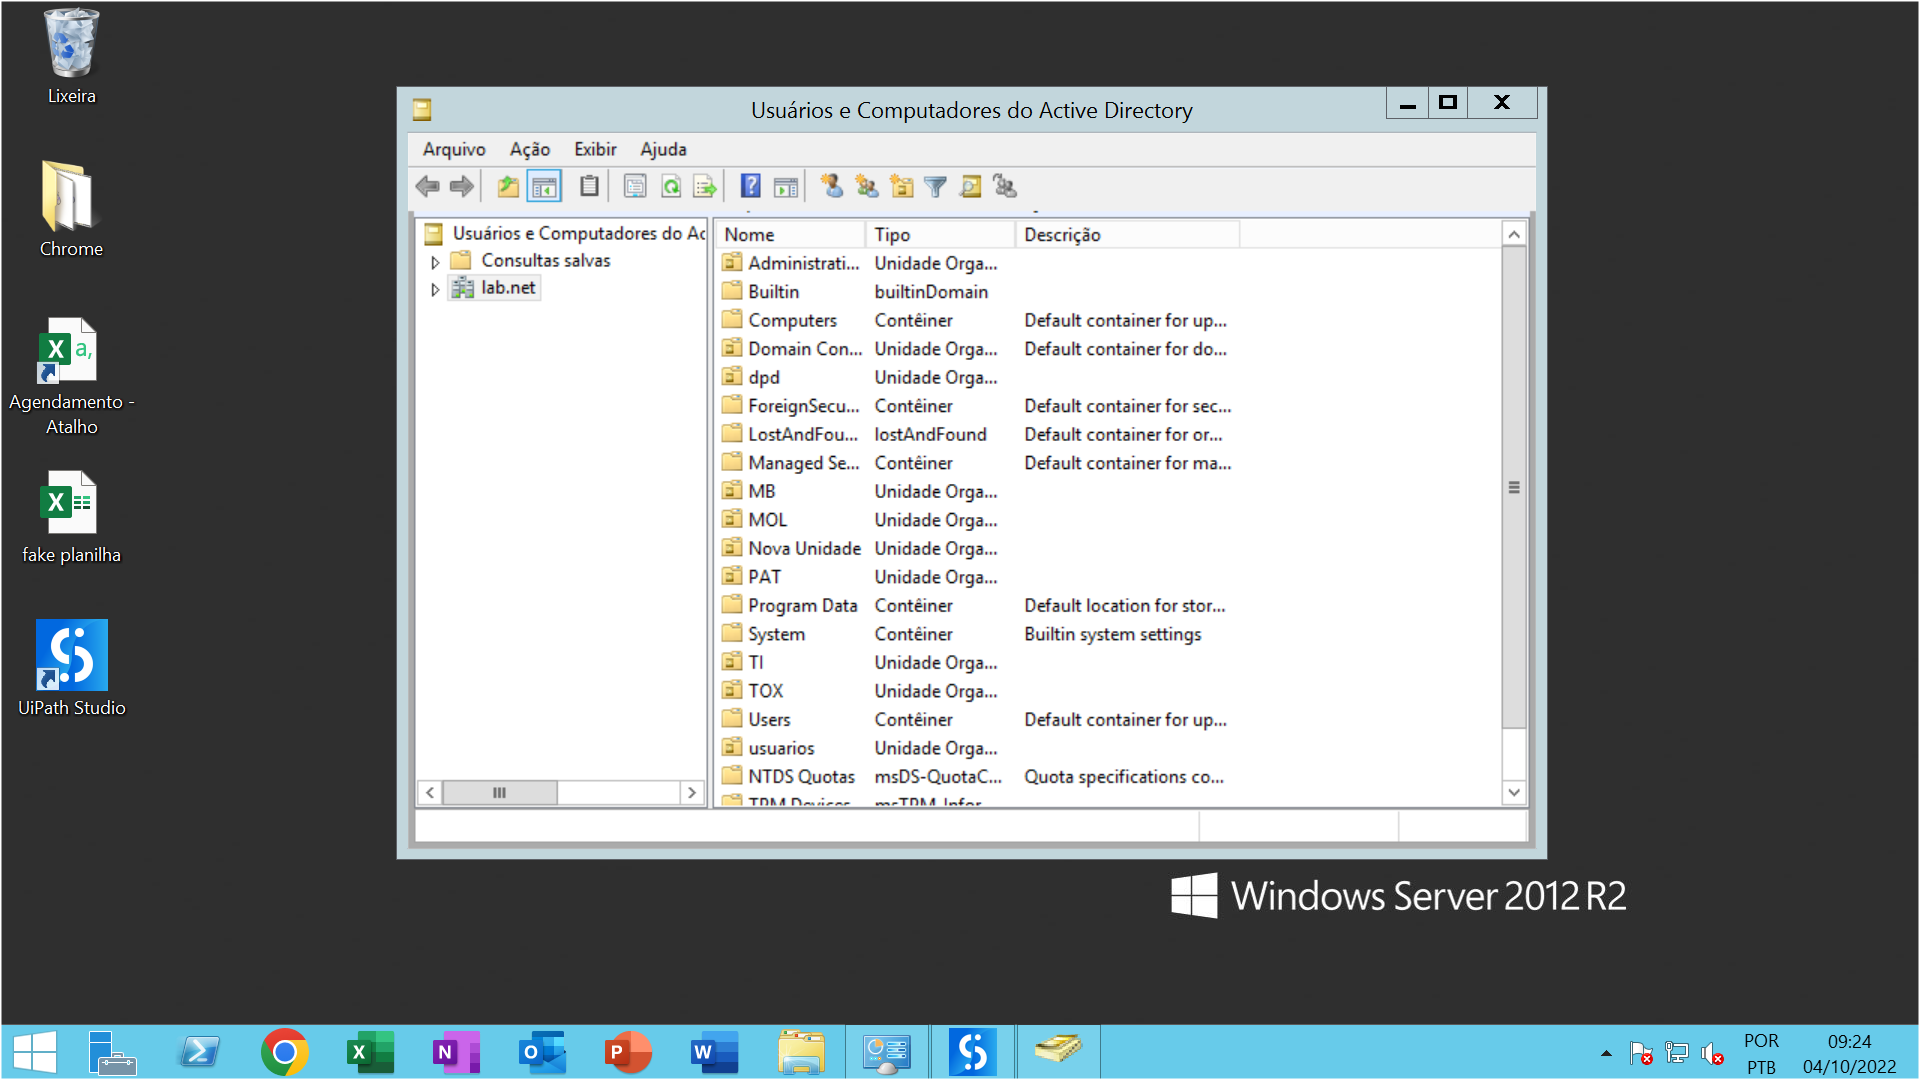 Lixeira
Chrome
Agendamento -
Atalho
fake planilha
UiPath Studio
Usuários e Computadores do Active Directory
Arquivo Ação Exibir Ajuda
Usuários e Computadores do Ac
Consultas salvas
lab.net
Nome Tipo Descrição
Administrati... Unidade Orga...
Builtin builtinDomain
Computers Contêiner Default container for up...
Domain Con... Unidade Orga... Default container for do...
dpd Unidade Orga...
ForeignSecu... Contêiner Default container for sec...
LostAndFou... lostAndFound Default container for or...
Managed Se... Contêiner Default container for ma...
MB Unidade Orga...
MOL Unidade Orga...
Nova Unidade Unidade Orga...
PAT Unidade Orga...
Program Data Contêiner Default location for stor...
System Contêiner Builtin system settings
TI Unidade Orga...
TOX Unidade Orga...
Users Contêiner Default container for up...
usuarios Unidade Orga...
NTDS Quotas msDS-QuotaC... Quota specifications co...
TPM Devices msTPM-Infor
Windows Server 2012 R2
POR
PTB
09:24
04/10/2022